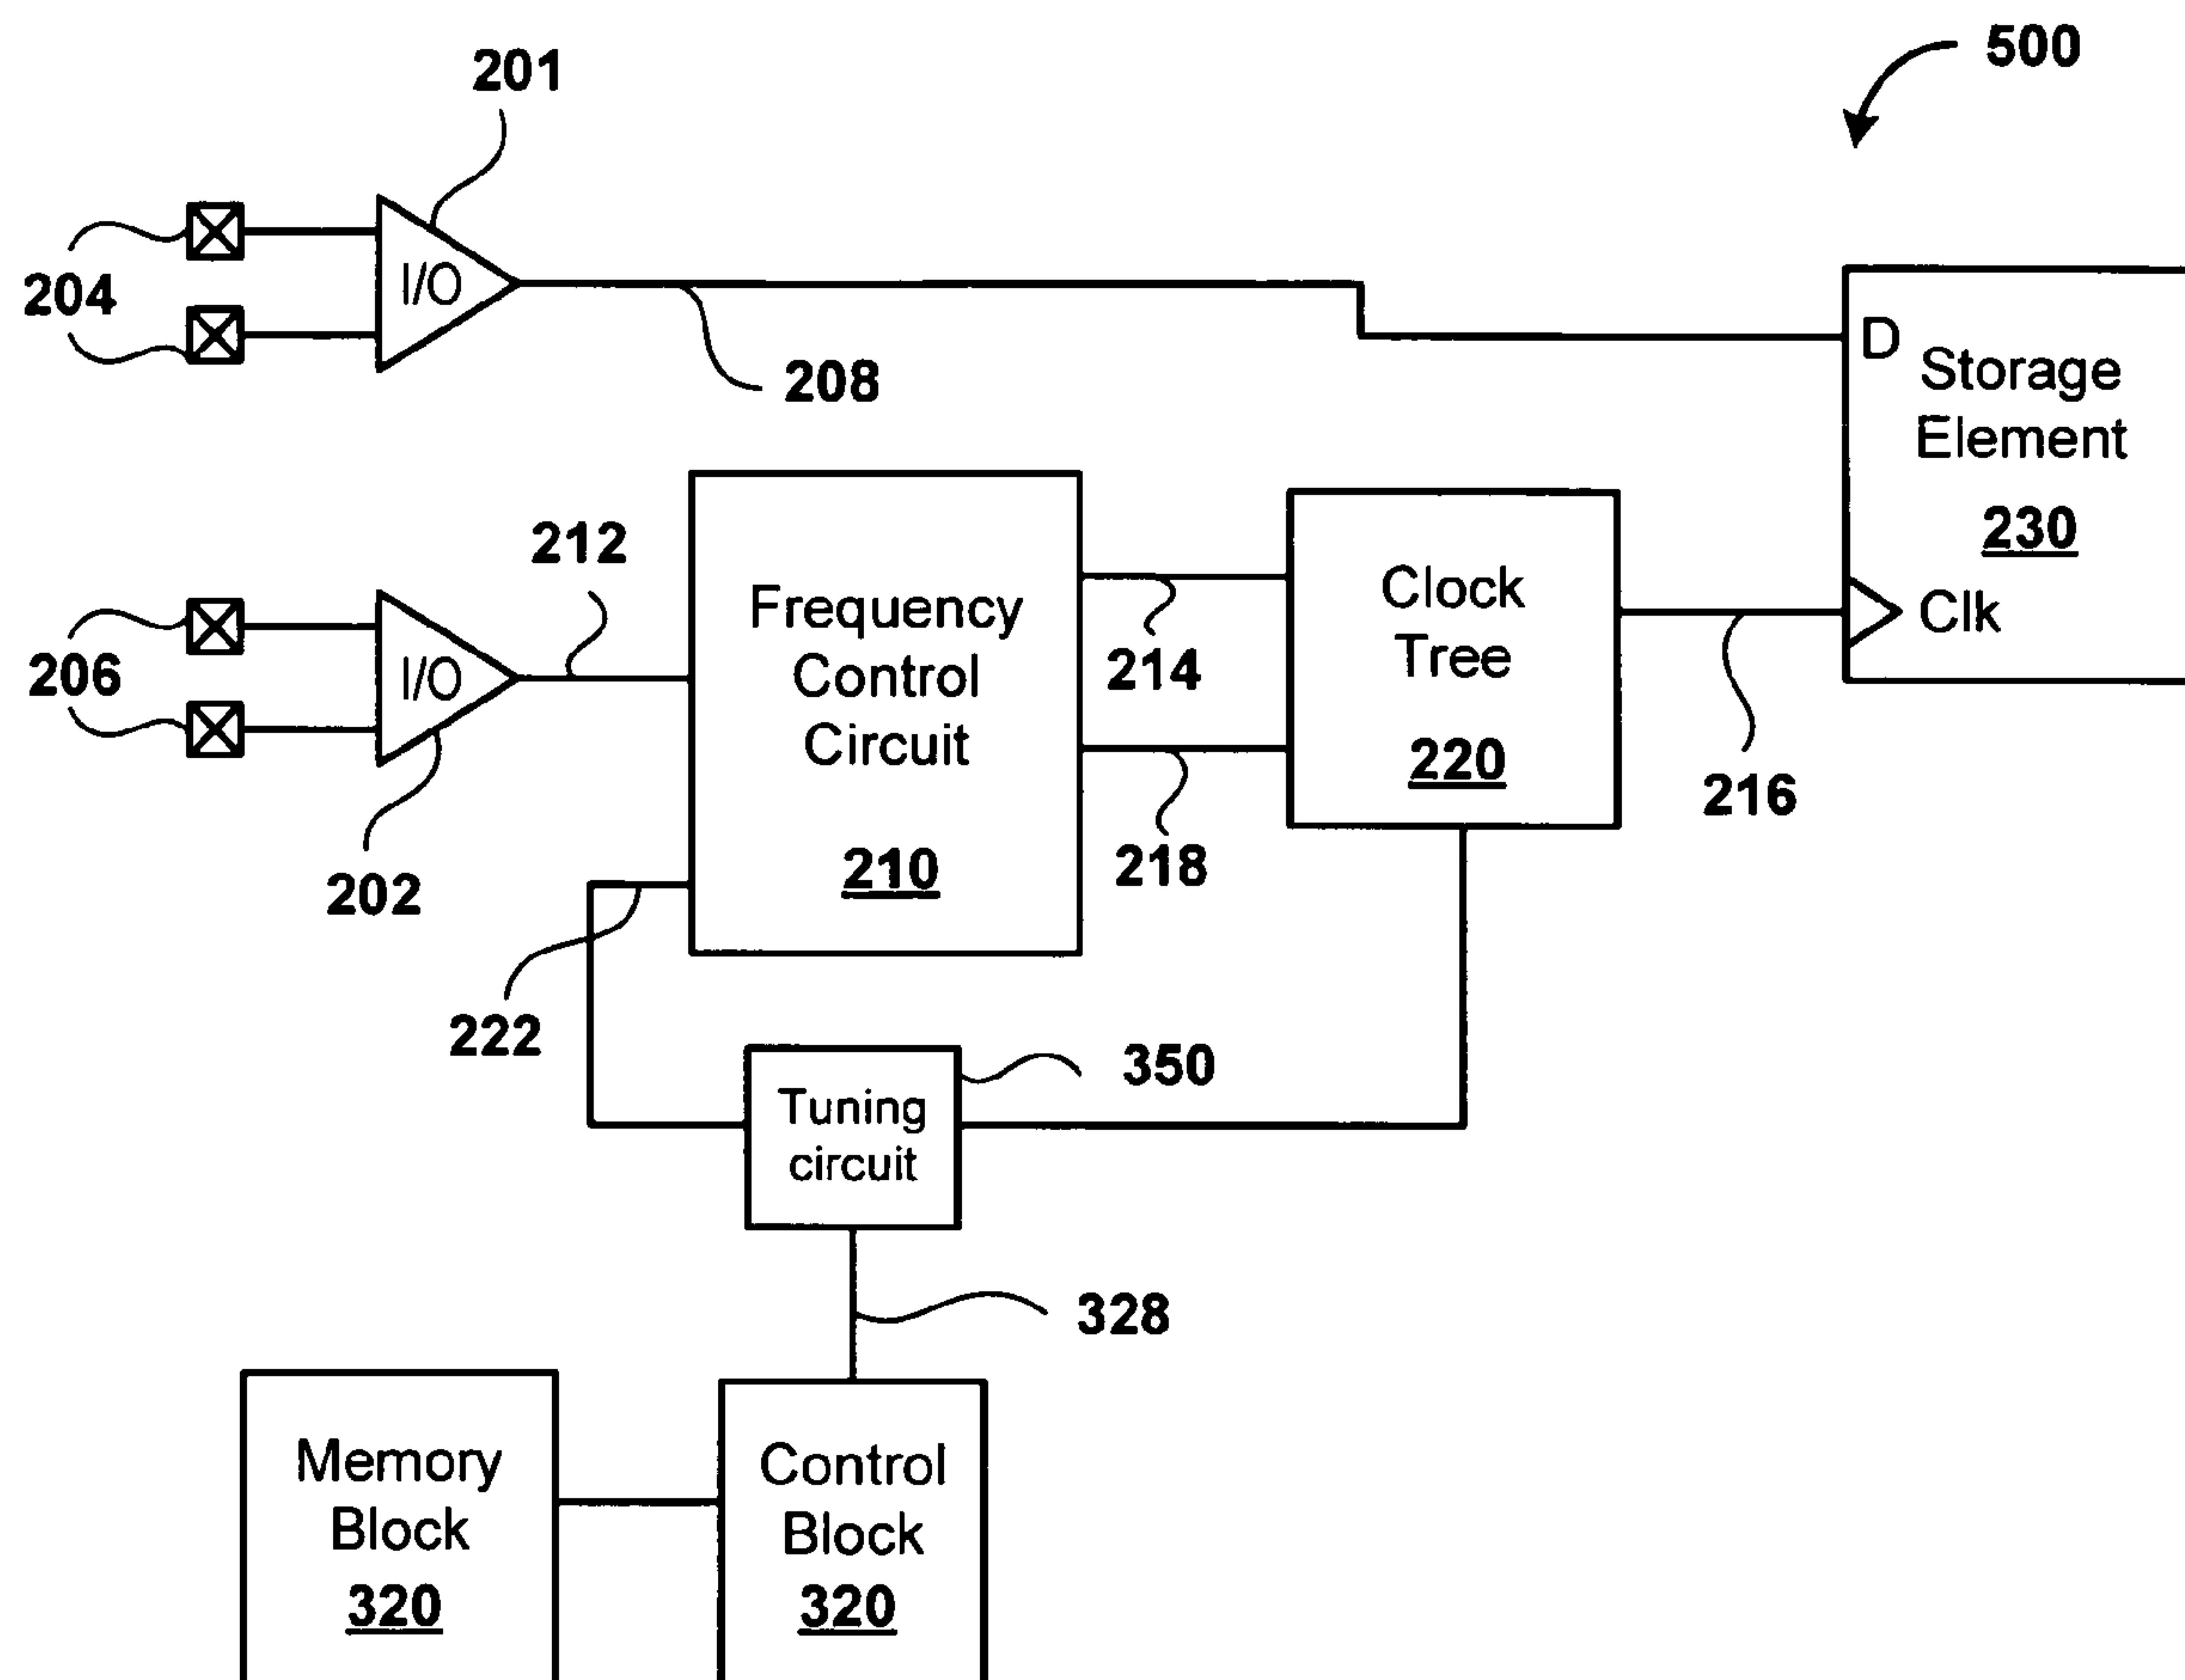 500
201
204
I/O
208
D
Storage
Element
230
Clk
212
206
I/O
202
Frequency
Control
Circuit
210
214
218
Clock
Tree
220
216
222
350
Tuning
circuit
328
Memory
Block
320
Control
Block
320